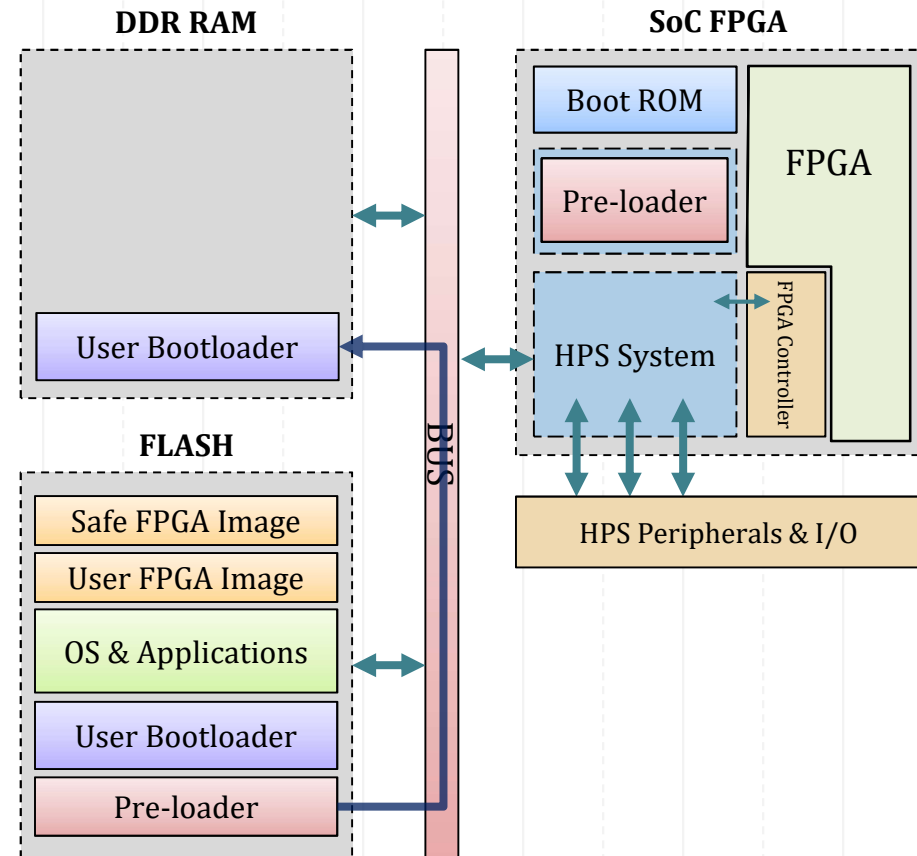 DDR RAM
User Bootloader
FLASH
Safe FPGA Image
User FPGA Image
OS & Applications
User Bootloader
Pre-loader
BUS
SoC FPGA
Boot ROM
Pre-loader
HPS System
FPGA
FPGA Controller
HPS Peripherals & I/O